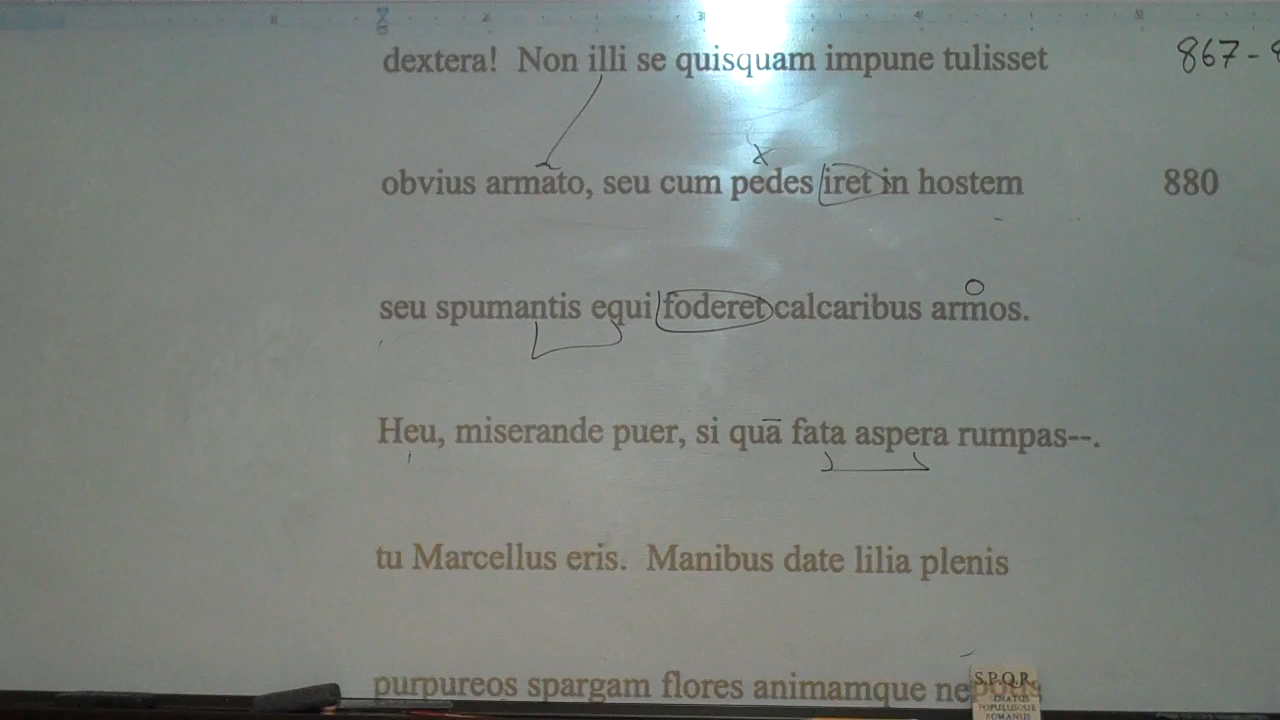 dextera! Non illi se quisquam impune tulisset 867-
obvius armato, seu cum pedes iret in hostem 880
seu spumantis equi foderet calcaribus armos.
Heu, miserande puer, si quā fata aspera rumpas--.
tu Marcellus eris. Manibus date lilia plenis
purpureos spargam flores animamque
S.P.Q.R.
POPULUSQUE
ROMANUS